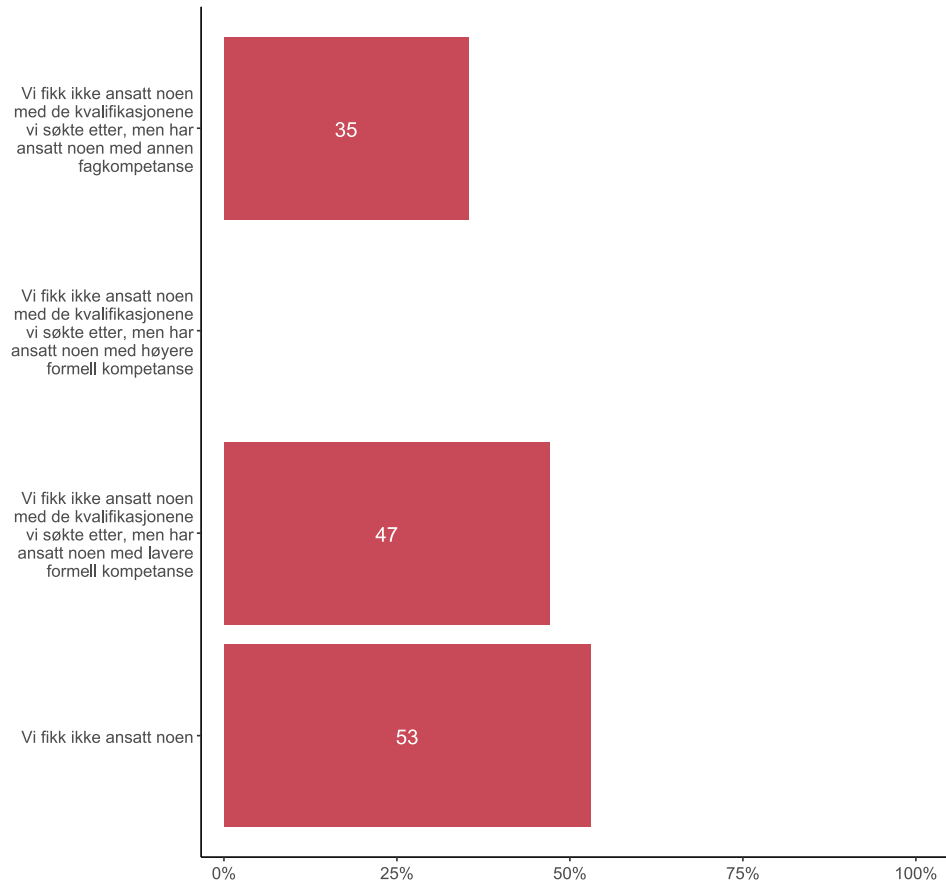 Vi fikk ikke ansatt noen
med de kvalifikasjonene
vi søkte etter, men har
ansatt noen med annen
fagkompetanse
35
Vi fikk ikke ansatt noen
med de kvalifikasjonene
vi søkte etter, men har
ansatt noen med høyere
formell kompetanse
Vi fikk ikke ansatt noen
med de kvalifikasjonene
vi søkte etter, men har
ansatt noen med lavere
formell kompetanse
47
Vi fikk ikke ansatt noen
53
0% 25% 50% 75% 100%